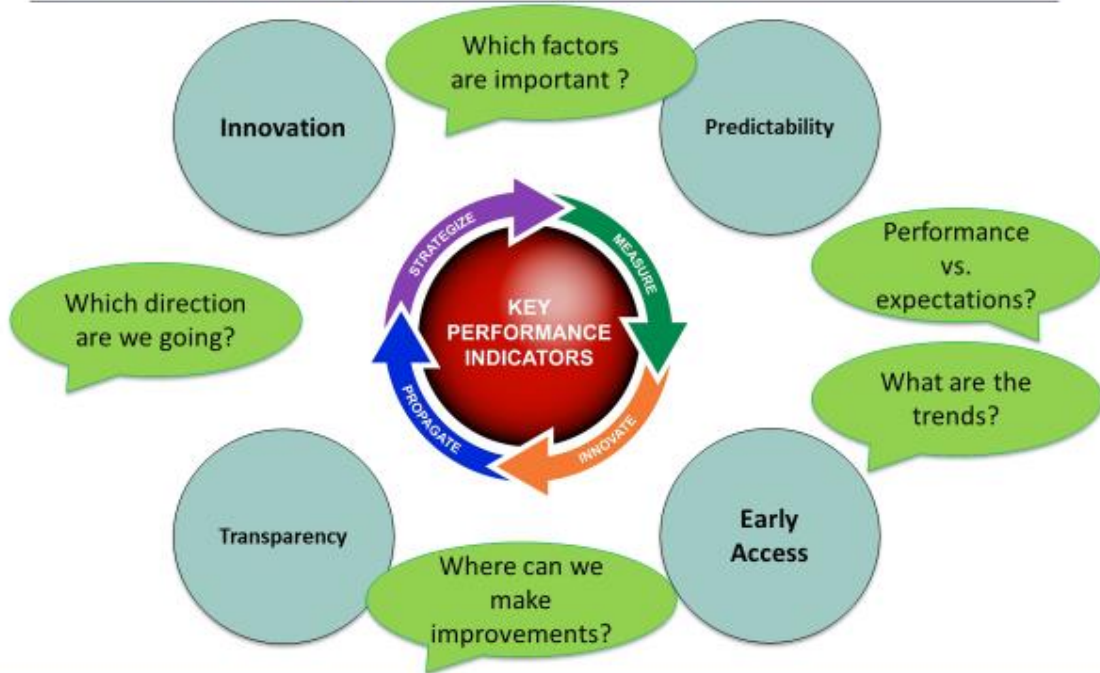 Which factors
are important ?
Innovation
Predictability
Performance
vs.
expectations?
STRATEGIZE
MEASURE
Which direction
are we going?
KEY
PERFORMANCE
INDICATORS
What are the
trends?
PROPAGATE
INNOVATE
Transparency
Early
Access
Where can we
make
improvements?